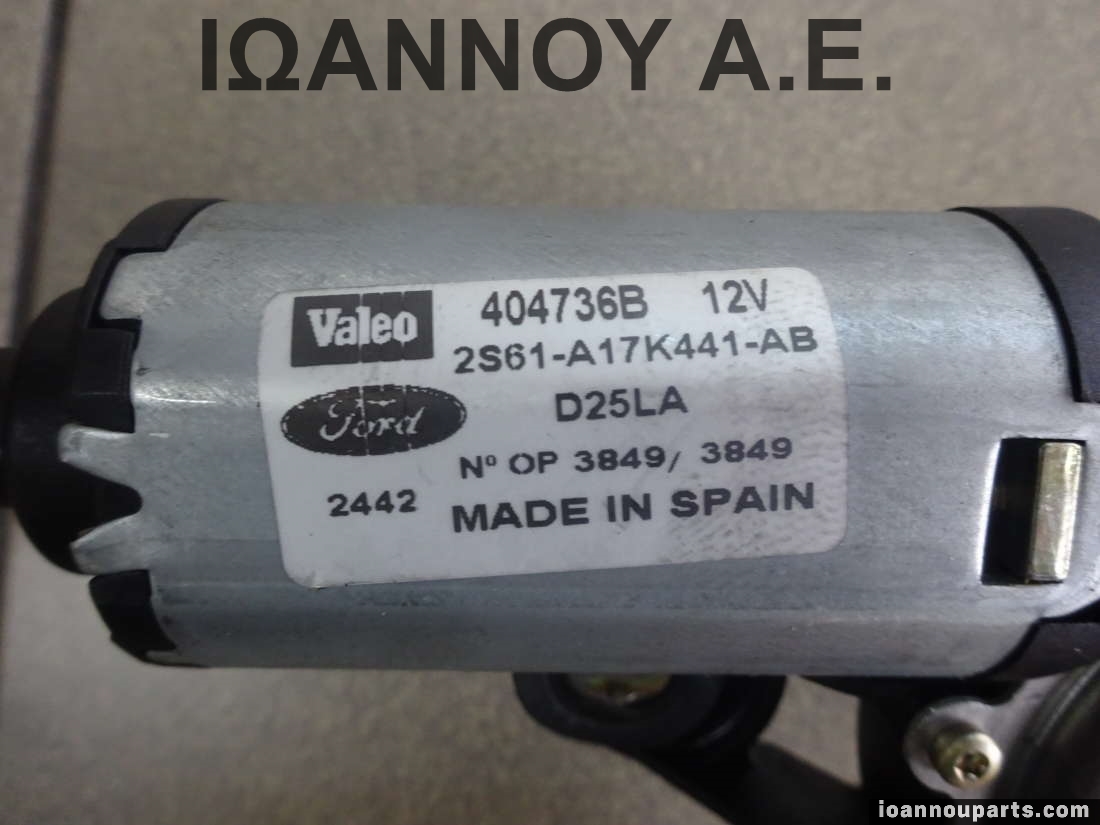 ΙΩΑΝΝΟΥ Α.Ε.
Valeo 404736B 12V
2S61-A17K441-AB
Ford D25LA
Nº OP 3849/ 3849
2442 MADE IN SPAIN
ioannouparts.com